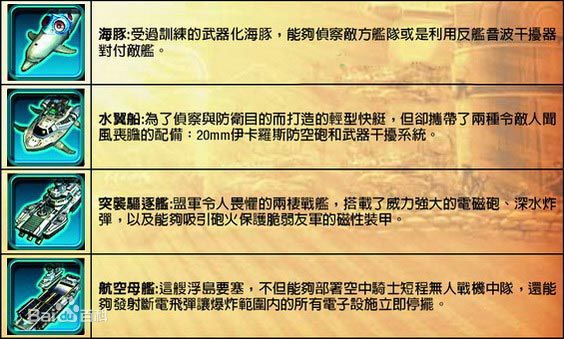 海豚:受過訓練的武器化海豚，能夠偵察敵方艦隊或是利用反艦音波干擾器
對付敵艦。
水翼船:為了偵察與防衛目的而打造的輕型快艇，但卻攜帶了兩種令敵人聞
風喪膽的配備：20mm伊卡羅斯防空砲和武器干擾系統。
突襲驅逐艦:盟軍令人畏懼的兩棲戰艦，搭載了威力強大的電磁砲、深水炸
彈，以及能夠吸引砲火保護脆弱友軍的磁性裝甲。
航空母艦:這艘浮島要塞，不但能夠部署空中騎士短程無人戰機中隊，還能
夠發射斷電飛彈讓爆炸範圍內的所有電子設施立即停擺。
Baidu百科